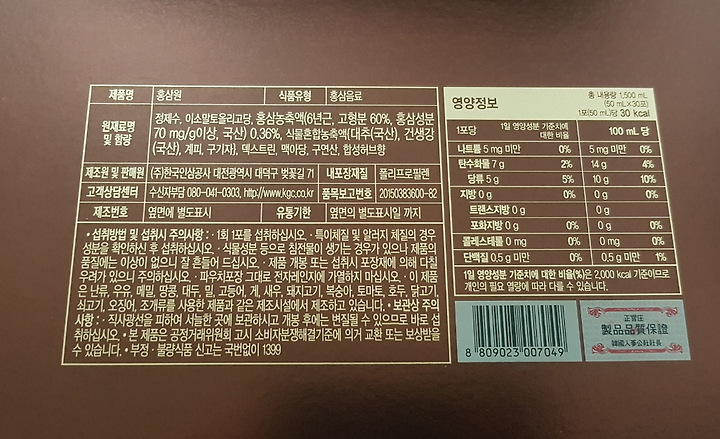 제품명 홍삼원 식품유형 홍삼음료
원재료명 및 함량 정제수, 이소말토올리고당, 홍삼농축액(6년근, 고형분 60%, 홍삼성분
70 mg/g이상, 국산) 0.36%, 식물혼합농축액(대추(국산), 건생강
(국산), 계피, 구기자), 덱스트린, 맥아당, 구연산, 합성허브향
제조원 및 판매원 (주)한국인삼공사 대전광역시 대덕구 벚꽃길 71 내포장재질 폴리프로필렌
고객상담센터 수신자부담 080-041-0303, http://www.kgc.co.kr 품목보고번호 20150383600-82
제조번호 옆면에 별도표시 유통기한 옆면에 별도표시일 까지
• 섭취방법 및 섭취시 주의사항 : · 1회 1포를 섭취하십시오. · 특이체질 및 알러지 체질의 경우
성분을 확인하신 후 섭취하십시오. · 식물성분 등으로 침전물이 생기는 경우가 있으나 제품의
품질에는 이상이 없으니 잘 흔들어 드십시오. · 제품 개봉 또는 섭취시 포장재에 의해 다칠
우려가 있으니 주의하십시오. · 파우치포장 그대로 전자레인지에 가열하지 마십시오. · 이 제품
은 난류, 우유, 메밀, 땅콩, 대두, 밀, 고등어, 게, 새우, 돼지고기, 복숭아, 토마토, 호두, 닭고기
쇠고기, 오징어, 조개류를 사용한 제품과 같은 제조시설에서 제조하고 있습니다. • 보관상 주의
사항 : · 직사광선을 피하여 서늘한 곳에 보관하시고 개봉 후에는 변질될 수 있으므로 바로 섭
취하십시오. • 본 제품은 공정거래위원회 고시 소비자분쟁해결기준에 의거 교환 또는 보상받을
수 있습니다. • 부정·불량식품 신고는 국번없이 1399
영양정보
총 내용량 1,500 mL
(50 mL×30포)
1포(50 mL)당 30 kcal
1포당 1일 영양성분 기준치에 대한 비율 100 mL 당
나트륨 5 mg 미만 0% 5 mg 미만 0%
탄수화물 7 g 2% 14 g 4%
당류 5 g 5% 10 g 10%
지방 0 g 0% 0 g 0%
트랜스지방 0 g 0 g
포화지방 0 g 0% 0 g 0%
콜레스테롤 0 mg 0% 0 mg 0%
단백질 0.5 g 미만 0% 0.5 g 미만 1%
1일 영양성분 기준치에 대한 비율(%)은 2,000 kcal 기준이므로
개인의 필요 열량에 따라 다를 수 있습니다.
8 809023 007049
正官庄
製品品質保證
韓國人蔘公社社長